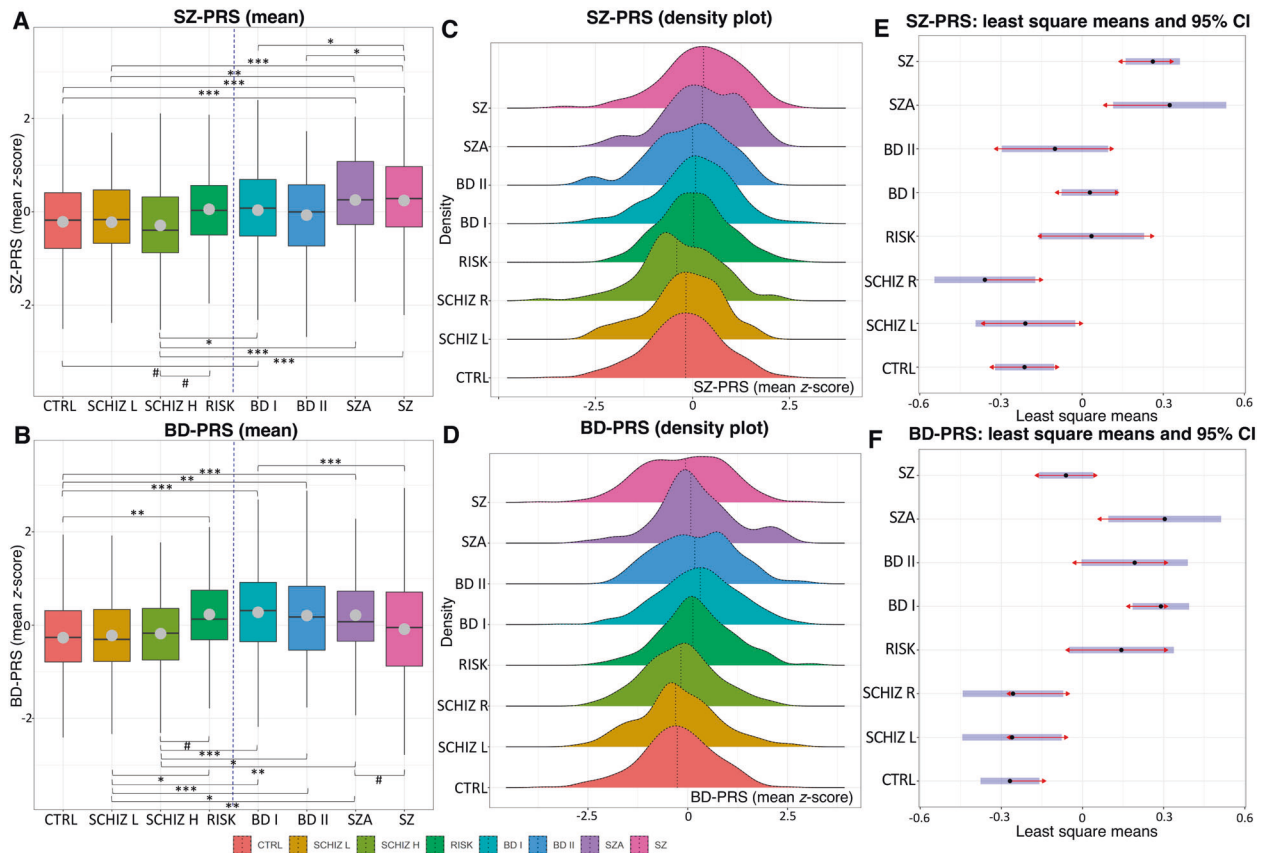 A
SZ-PRS (mean)
SZ-PRS (mean z-score)
2
0
-2
*
*
***
**
***
***
*
***
***
#
#
CTRL SCHIZ L SCHIZ H RISK BD I BD II SZA SZ
B
BD-PRS (mean)
BD-PRS (mean z-score)
2
0
-2
***
***
**
***
**
#
***
*
**
#
*
***
*
**
CTRL SCHIZ L SCHIZ H RISK BD I BD II SZA SZ
C
SZ-PRS (density plot)
Density
SZ
SZA
BD II
BD I
RISK
SCHIZ R
SCHIZ L
CTRL
SZ-PRS (mean z-score)
-2.5 0 2.5
D
BD-PRS (density plot)
Density
SZ
SZA
BD II
BD I
RISK
SCHIZ R
SCHIZ L
CTRL
BD-PRS (mean z-score)
-2.5 0 2.5
E
SZ-PRS: least square means and 95% CI
SZ
SZA
BD II
BD I
RISK
SCHIZ R
SCHIZ L
CTRL
-0.6 -0.3 0 0.3 0.6
Least square means
F
BD-PRS: least square means and 95% CI
SZ
SZA
BD II
BD I
RISK
SCHIZ R
SCHIZ L
CTRL
-0.6 -0.3 0 0.3 0.6
Least square means
CTRL SCHIZ L SCHIZ H RISK BD I BD II SZA SZ